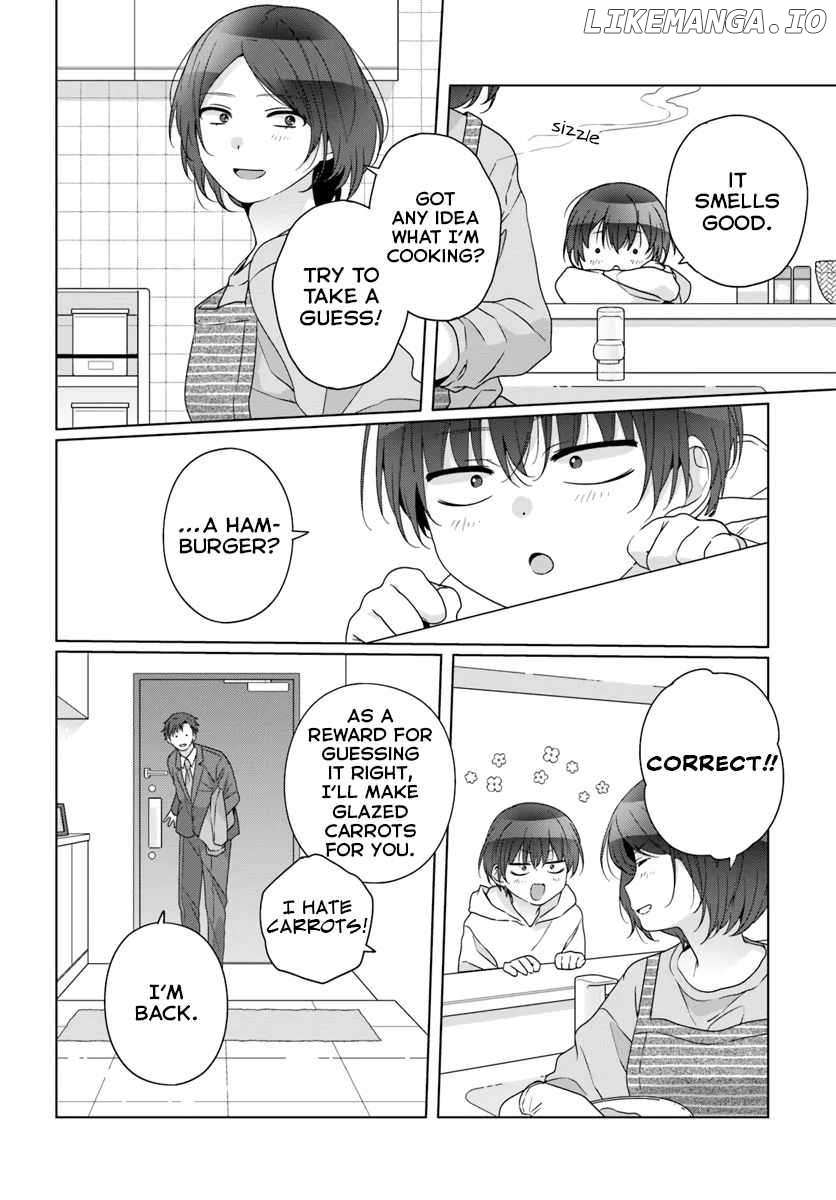 LIKEMANGA.IO
sizzle
IT
SMELLS
GOOD.
GOT
ANY IDEA
WHAT I'M
COOKING?
TRY TO
TAKE A
GUESS!
...A HAM-
BURGER?
CORRECT!!
AS A
REWARD FOR
GUESSING
IT RIGHT,
I'LL MAKE
GLAZED
CARROTS
FOR YOU.
I HATE
CARROTS!
I'M
BACK.